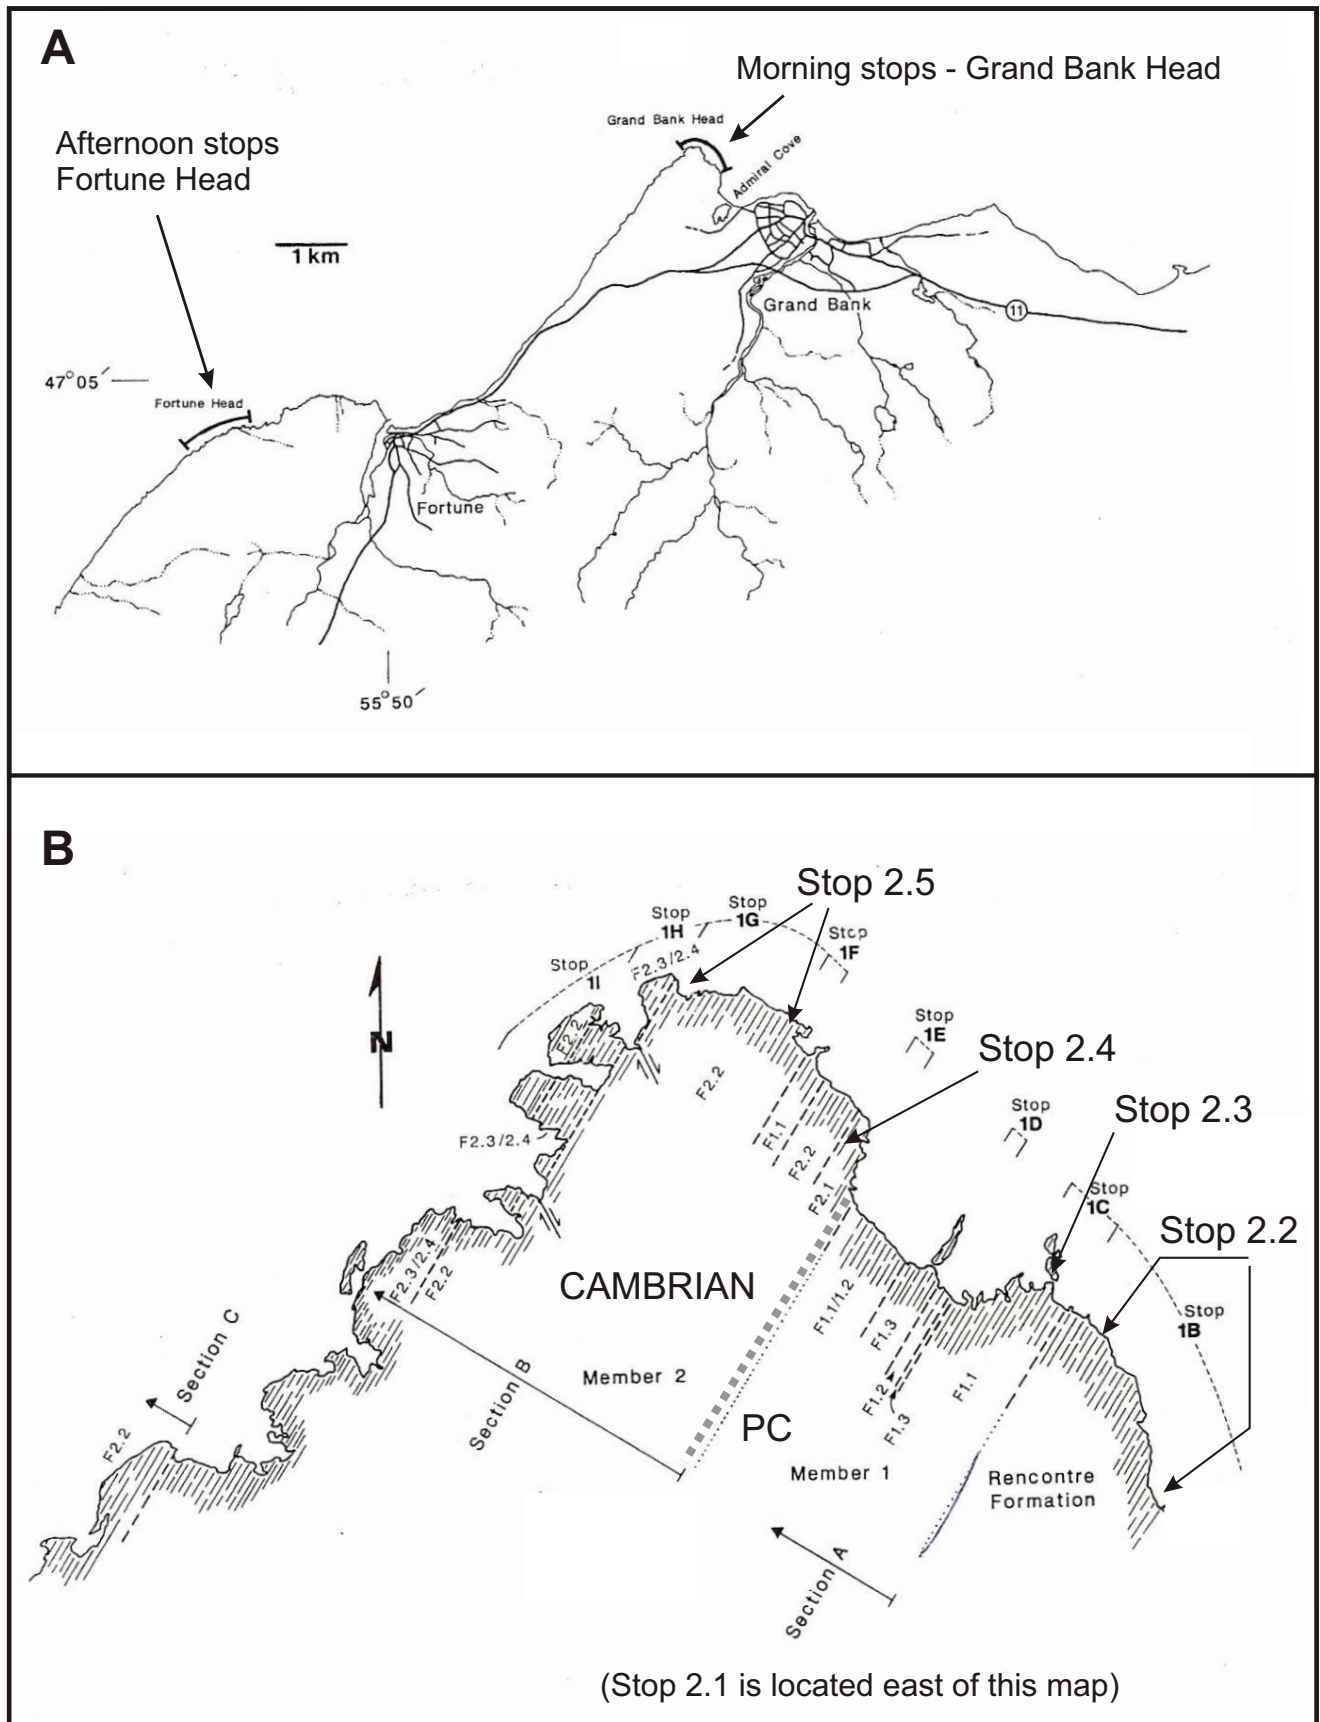 A
Morning stops - Grand Bank Head
Grand Bank Head
Afternoon stops
Fortune Head
Admiral Cove
1 km
Grand Bank
11
47°05′
Fortune Head
Fortune
55°50′
B
Stop 2.5
Stop
1G
Stop
1H
Stop
1F
F2.3/2.4
Stop
1I
Stop
1E
N
F2.2
Stop 2.4
F2.2
Stop 2.3
Stop
1D
F1.1
F2.3/2.4
F2.2
F2.1
Stop
1C
Stop 2.2
F2.3/2.4
F2.2
CAMBRIAN
F1.1/1.2
Stop
1B
F1.3
Section C
Member 2
F1.2
F1.3
F1.1
Section B
PC
F2.2
Member 1
Rencontre
Formation
Section A
(Stop 2.1 is located east of this map)